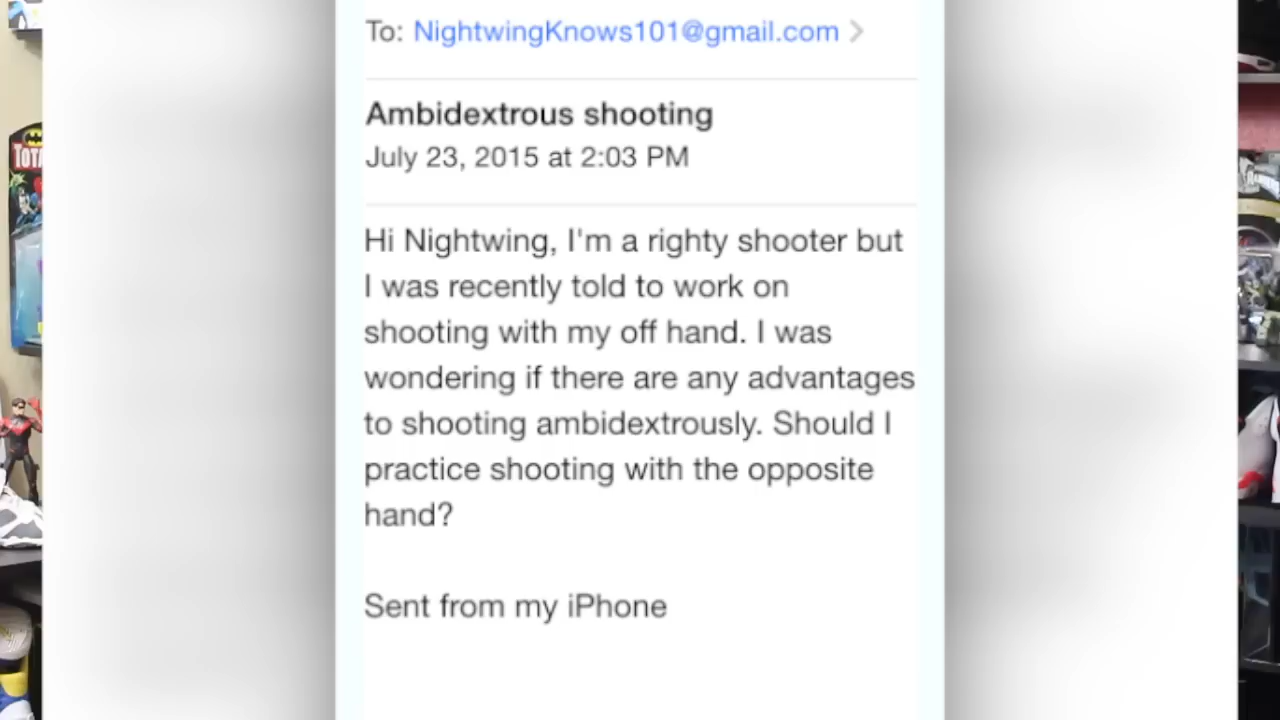 To: NightwingKnows101@gmail.com
Ambidextrous shooting
July 23, 2015 at 2:03 PM
Hi Nightwing, I'm a righty shooter but
I was recently told to work on
shooting with my off hand. I was
wondering if there are any advantages
to shooting ambidextrously. Should I
practice shooting with the opposite
hand?
Sent from my iPhone